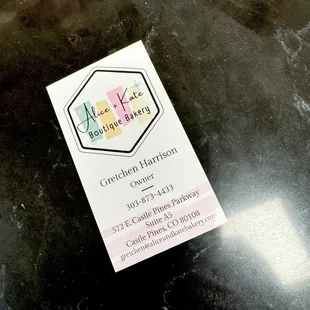 Alice + Kate
Boutique Bakery
Gretchen Harrison
Owner
303-873-4433
572 E. Castle Pines Parkway
Suite A5
Castle Pines, CO 80108
gretchen@aliceandkatebakery.com